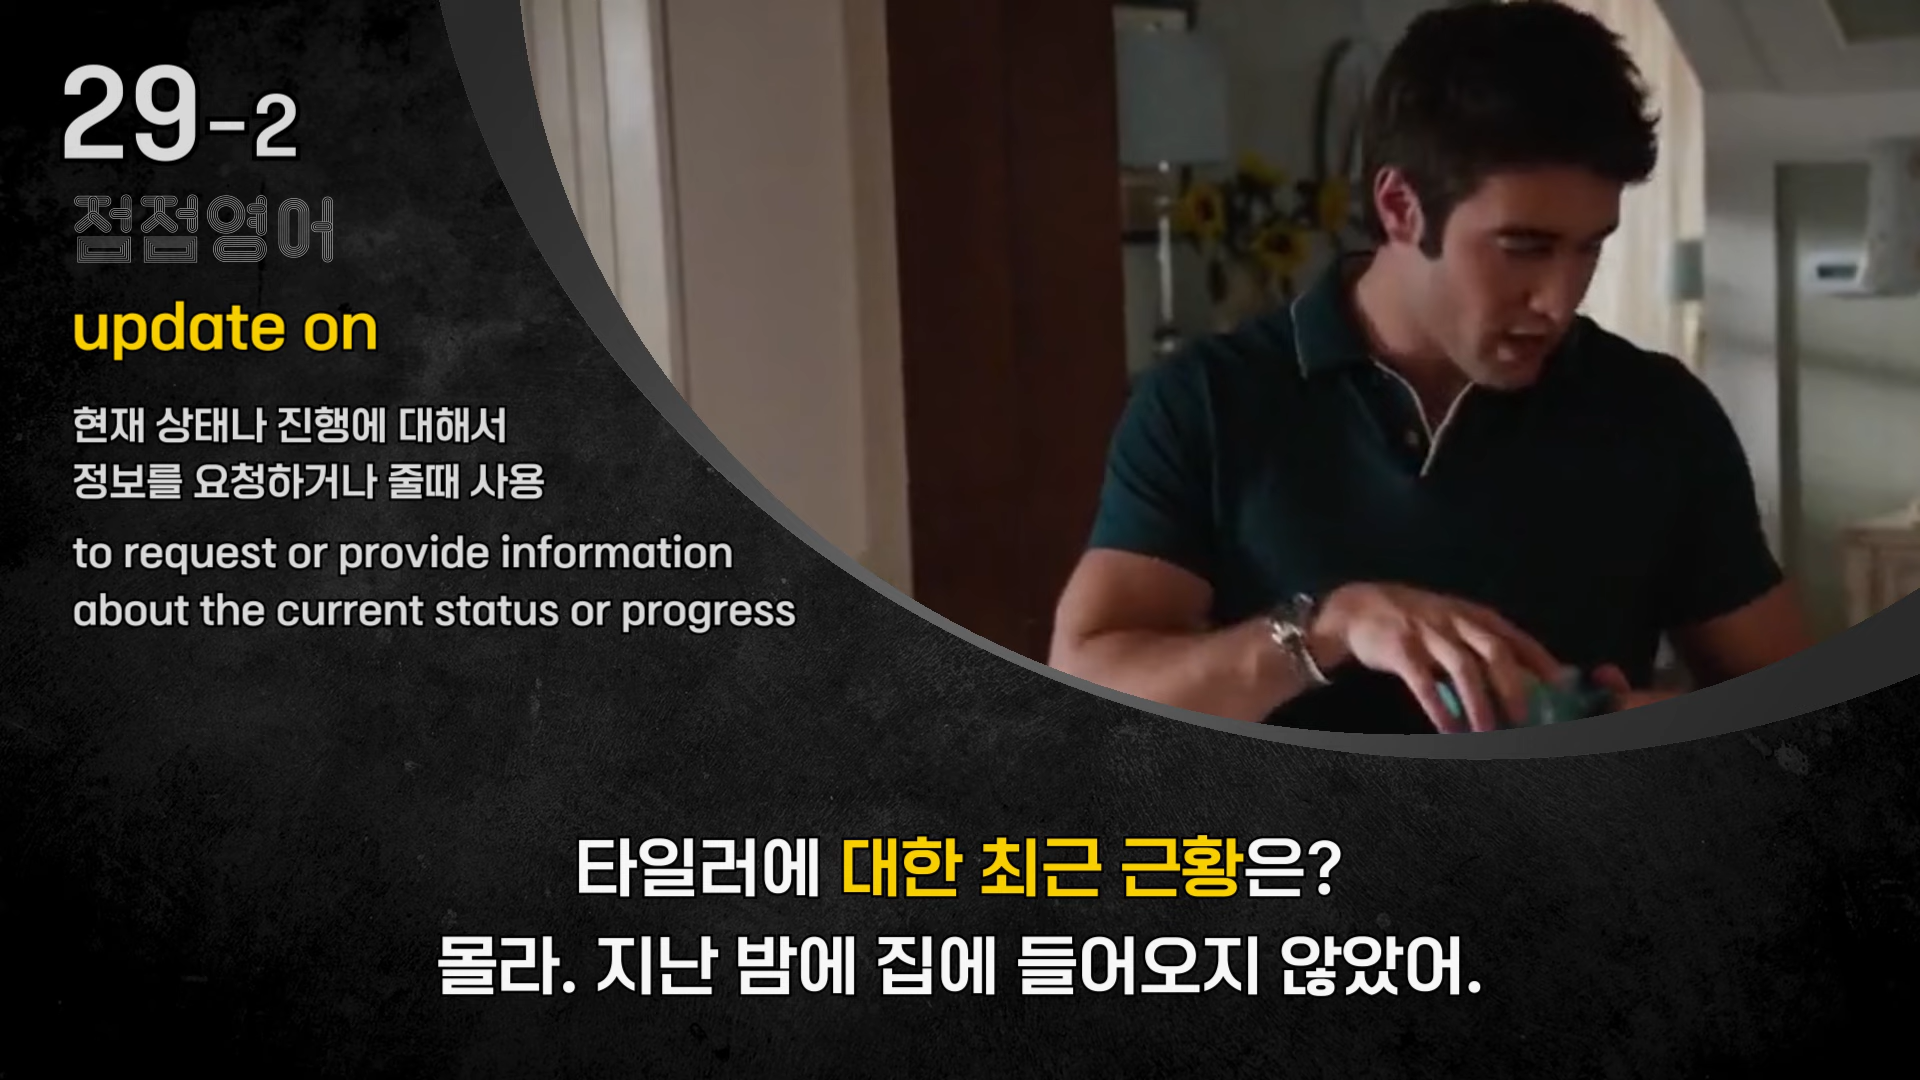 29-2
점점영어
update on
현재 상태나 진행에 대해서
정보를 요청하거나 줄때 사용
to request or provide information
about the current status or progress
타일러에 대한 최근 근황은?
몰라. 지난 밤에 집에 들어오지 않았어.